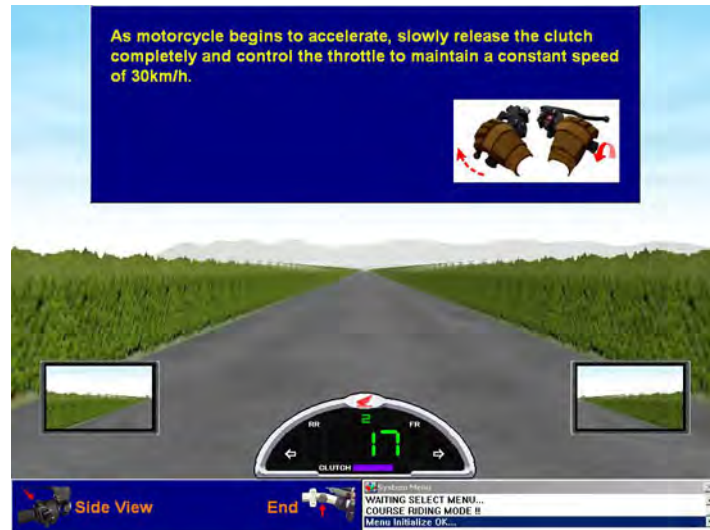 As motorcycle begins to accelerate, slowly release the clutch
completely and control the throttle to maintain a constant speed
of 30km/h.
2
RR
FR
17
CLUTCH
Side View
End
System Menu
WAITING SELECT MENU...
COURSE RIDING MODE !!
Menu Initialize OK...